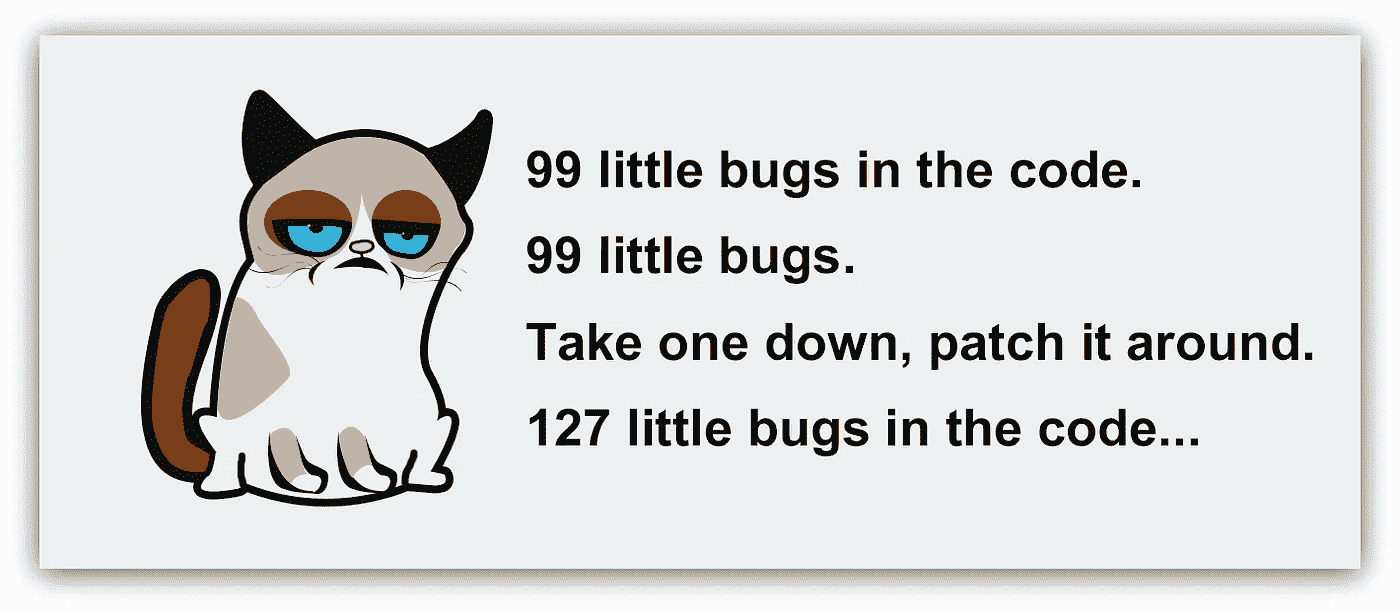 99 little bugs in the code.
99 little bugs.
Take one down, patch it around.
127 little bugs in the code...